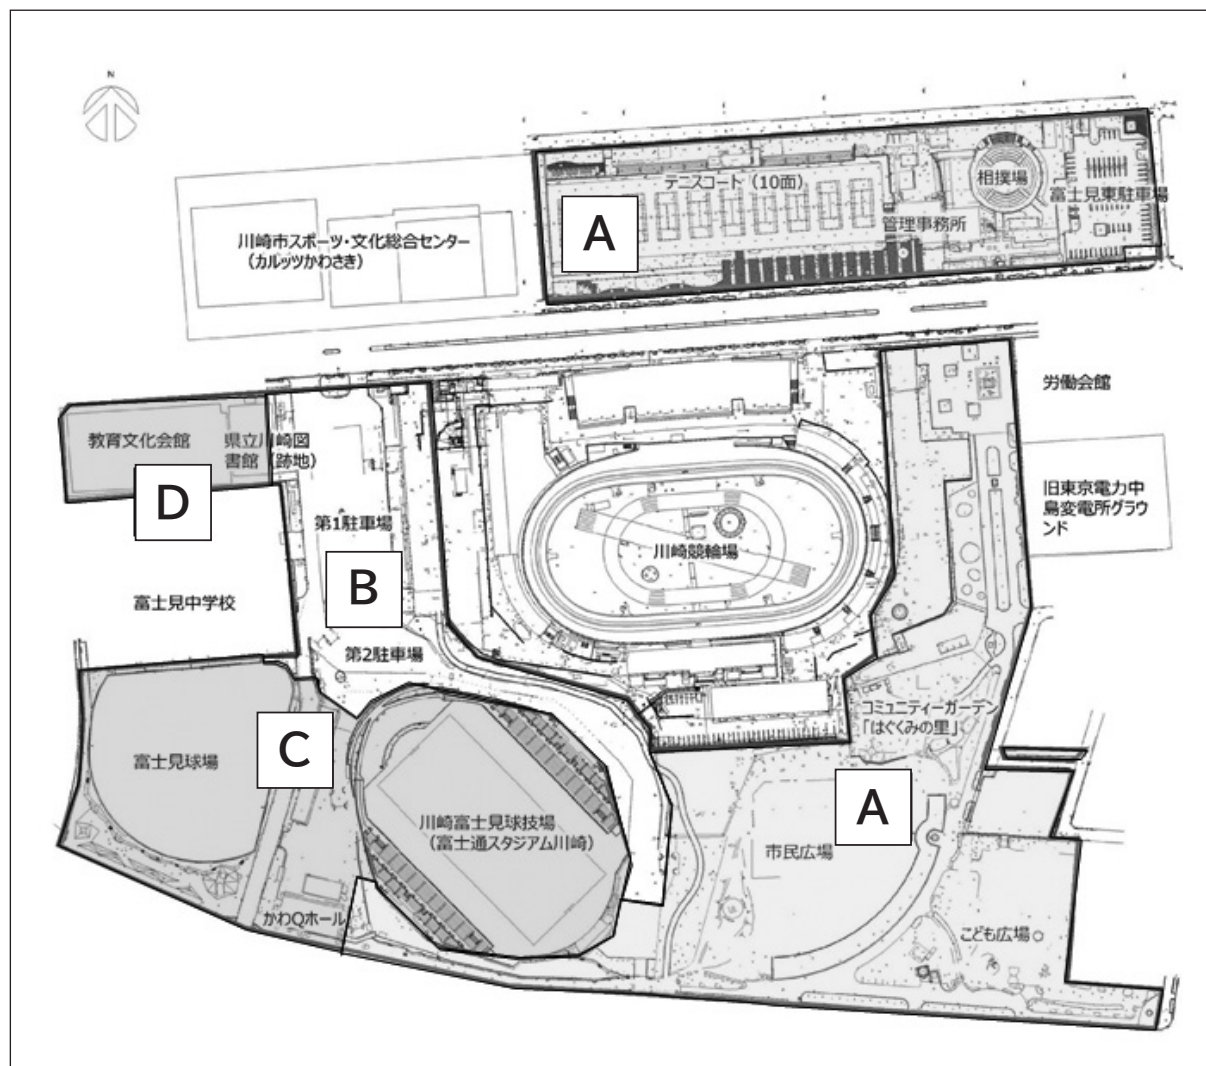 N
テニスコート（10面）
相撲場
富士見東駐車場
A
管理事務所
川崎市スポーツ・文化総合センター
（カルッツかわさき）
労働会館
教育文化会館
県立川崎図
書館（跡地）
D
旧東京電力中
島変電所グラウ
ンド
第1駐車場
川崎競輪場
B
富士見中学校
第2駐車場
コミュニティーガーデン
「はぐくみの里」
C
富士見球場
A
川崎富士見球技場
（富士通スタジアム川崎）
市民広場
かわQホール
こども広場